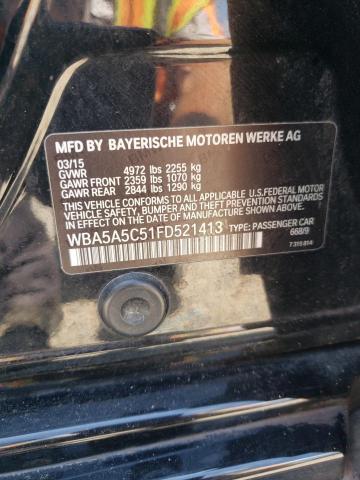 MFD BY BAYERISCHE MOTOREN WERKE AG
03/15
GVWR 4972 lbs 2255 kg
GAWR FRONT 2359 lbs 1070 kg
GAWR REAR 2844 lbs 1290 kg
THIS VEHICLE CONFORMS TO ALL APPLICABLE U.S.FEDERAL MOTOR
VEHICLE SAFETY, BUMPER, AND THEFT PREVENTION STANDARDS
IN EFFECT ON THE DATE OF MANUFACTURE SHOWN ABOVE.
WBA5A5C51FD521413 TYPE: PASSENGER CAR
668/9
7 315 814